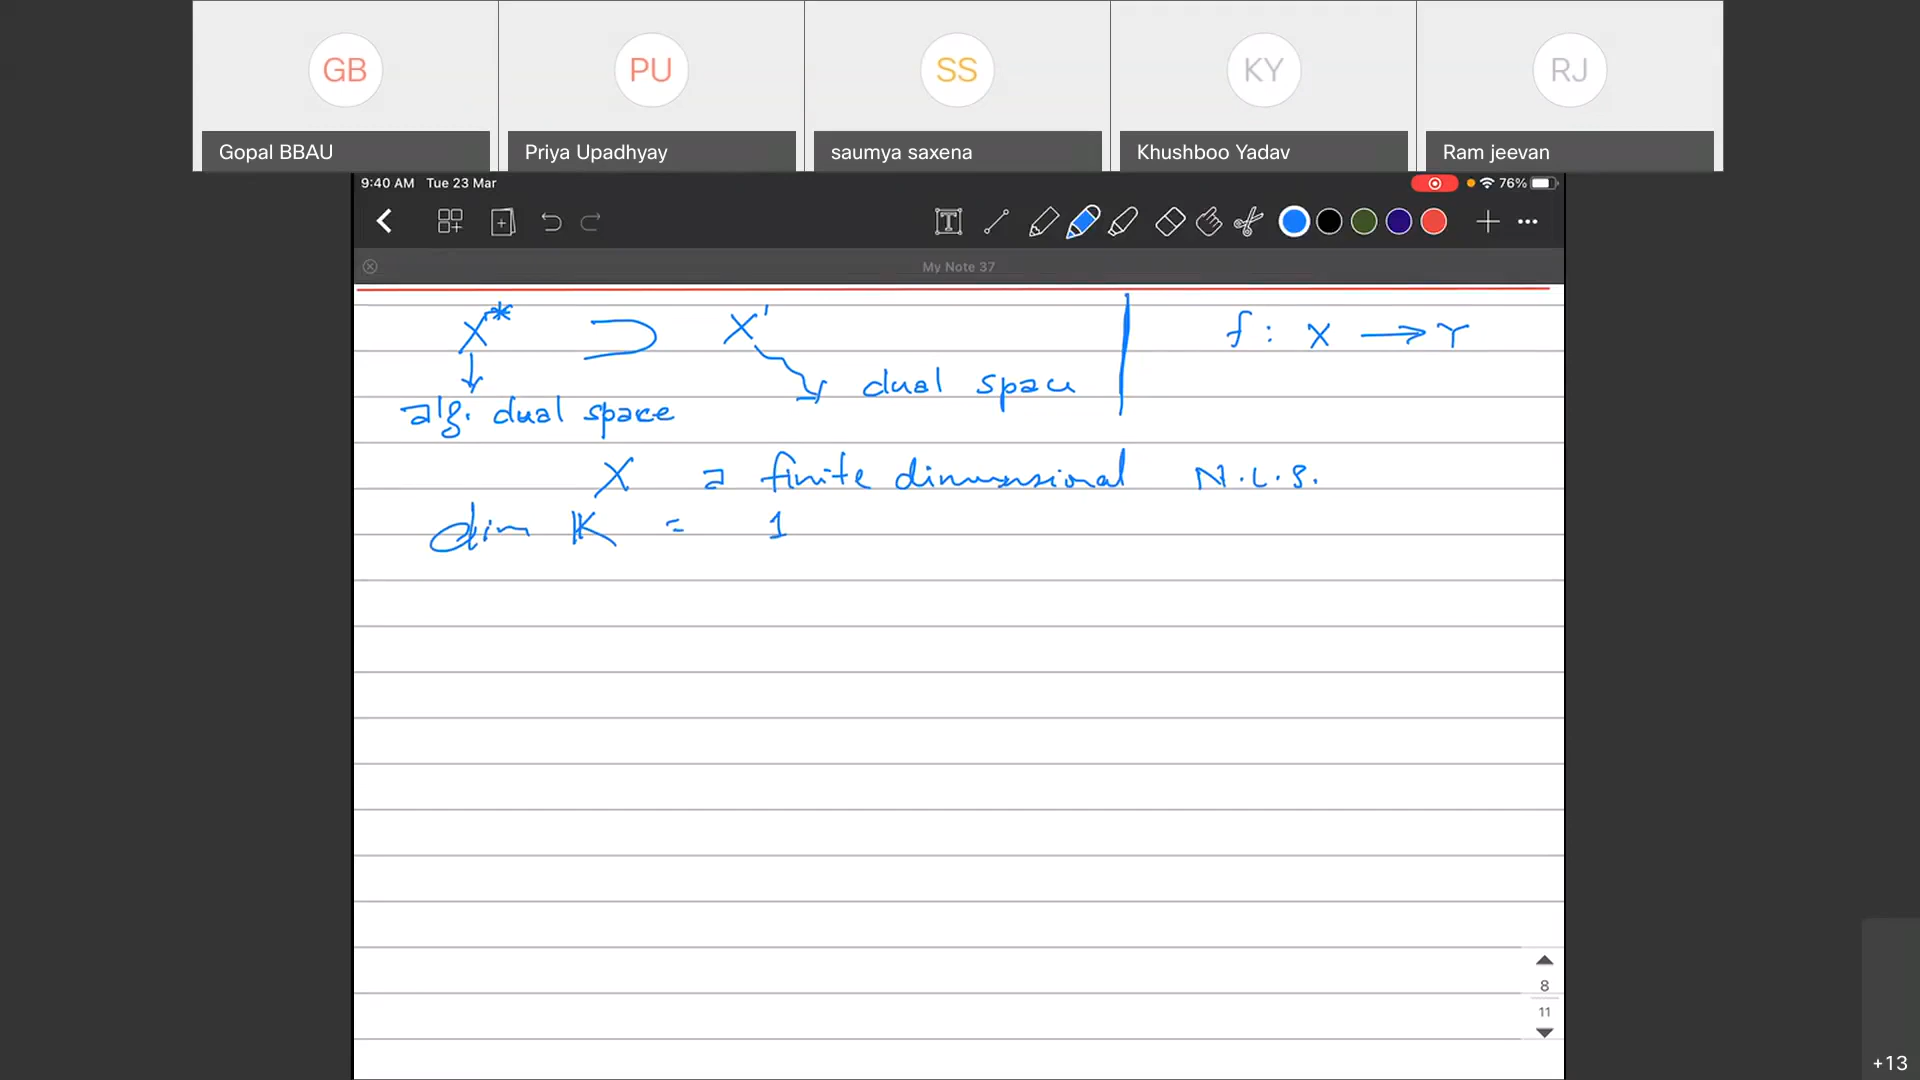 GB PU SS KY RJ
Gopal BBAU Priya Upadhyay saumya saxena Khushboo Yadav Ram jeevan
9:40 AM Tue 23 Mar 76%
My Note 37
X* ⊃ X' f: X → Y
dual space
alg. dual space
X a finite dimensional N.L.S.
dim K = 1
8
11
+13